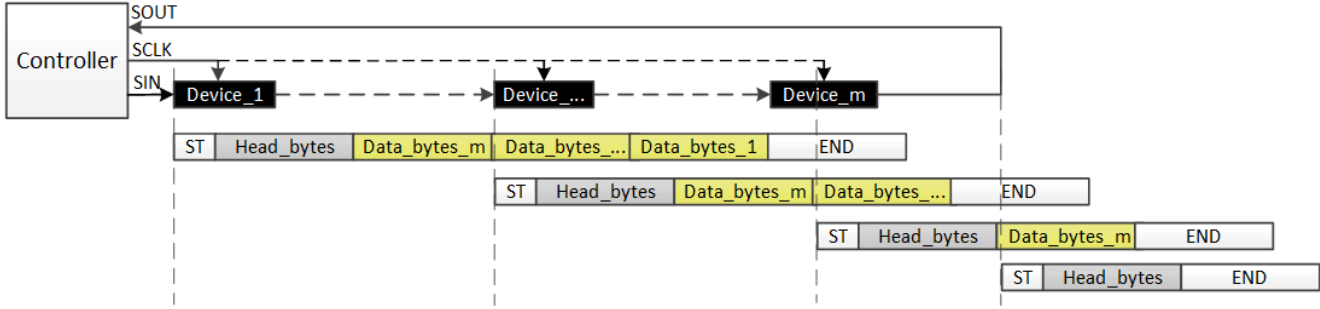 SOUT
SCLK
Controller
SIN
Device_1 Device_... Device_m
ST Head_bytes Data_bytes_m Data_bytes_... Data_bytes_1 END
ST Head_bytes Data_bytes_m Data_bytes_... END
ST Head_bytes Data_bytes_m END
ST Head_bytes END